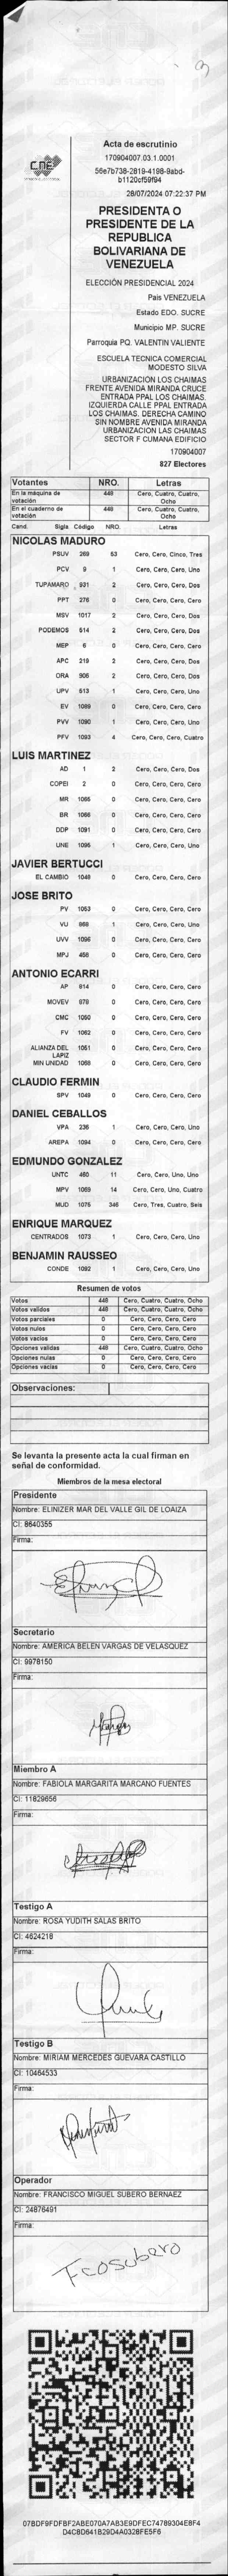 Acta de escrutinio
CNE
170904007.03.1.0001
56e7b738-2819-4198-9abd-
b1120cf59f94
28/07/2024 07:22:37 PM
PRESIDENTA O
PRESIDENTE DE LA
REPUBLICA
BOLIVARIANA DE
VENEZUELA
ELECCIÓN PRESIDENCIAL 2024
Pais VENEZUELA
Estado EDO. SUCRE
Municipio MP. SUCRE
Parroquia PQ. VALENTIN VALIENTE
ESCUELA TECNICA COMERCIAL
MODESTO SILVA
URBANIZACION LOS CHAIMAS
FRENTE AVENIDA MIRANDA CRUCE
ENTRADA PPAL LOS CHAIMAS.
IZQUIERDA CALLE PPAL ENTRADA
LOS CHAIMAS. DERECHA CAMINO
SIN NOMBRE AVENIDA MIRANDA
URBANIZACION LAS CHAIMAS
SECTOR F CUMANA EDIFICIO
170904007
827 Electores
Votantes NRO. Letras
En la máquina de votación 448 Cero, Cuatro, Cuatro, Ocho
En el cuaderno de votación 448 Cero, Cuatro, Cuatro, Ocho
Cand. Sigla Código NRO. Letras
NICOLAS MADURO
PSUV 269 53 Cero, Cero, Cinco, Tres
PCV 9 1 Cero, Cero, Cero, Uno
TUPAMARO 931 2 Cero, Cero, Cero, Dos
PPT 276 0 Cero, Cero, Cero, Cero
MSV 1017 2 Cero, Cero, Cero, Dos
PODEMOS 514 2 Cero, Cero, Cero, Dos
MEP 6 0 Cero, Cero, Cero, Cero
APC 219 2 Cero, Cero, Cero, Dos
ORA 906 2 Cero, Cero, Cero, Dos
UPV 513 1 Cero, Cero, Cero, Uno
EV 1089 0 Cero, Cero, Cero, Cero
PVV 1090 1 Cero, Cero, Cero, Uno
PFV 1093 4 Cero, Cero, Cero, Cuatro
LUIS MARTINEZ
AD 1 2 Cero, Cero, Cero, Dos
COPEI 2 0 Cero, Cero, Cero, Cero
MR 1065 0 Cero, Cero, Cero, Cero
BR 1066 0 Cero, Cero, Cero, Cero
DDP 1091 0 Cero, Cero, Cero, Cero
UNE 1095 1 Cero, Cero, Cero, Uno
JAVIER BERTUCCI
EL CAMBIO 1048 0 Cero, Cero, Cero, Cero
JOSE BRITO
PV 1053 0 Cero, Cero, Cero, Cero
VU 869 1 Cero, Cero, Cero, Uno
UVV 1096 0 Cero, Cero, Cero, Cero
MPJ 456 0 Cero, Cero, Cero, Cero
ANTONIO ECARRI
AP 814 0 Cero, Cero, Cero, Cero
MOVEV 979 0 Cero, Cero, Cero, Cero
CMC 1050 0 Cero, Cero, Cero, Cero
FV 1062 0 Cero, Cero, Cero, Cero
ALIANZA DEL LAPIZ 1051 0 Cero, Cero, Cero, Cero
MIN UNIDAD 1068 0 Cero, Cero, Cero, Cero
CLAUDIO FERMIN
SPV 1049 0 Cero, Cero, Cero, Cero
DANIEL CEBALLOS
VPA 236 1 Cero, Cero, Cero, Uno
AREPA 1094 0 Cero, Cero, Cero, Cero
EDMUNDO GONZALEZ
UNTC 460 11 Cero, Cero, Uno, Uno
MPV 1069 14 Cero, Cero, Uno, Cuatro
MUD 1075 346 Cero, Tres, Cuatro, Seis
ENRIQUE MARQUEZ
CENTRADOS 1073 1 Cero, Cero, Cero, Uno
BENJAMIN RAUSSEO
CONDE 1092 1 Cero, Cero, Cero, Uno
Resumen de votos
Votos 448 Cero, Cuatro, Cuatro, Ocho
Votos validos 448 Cero, Cuatro, Cuatro, Ocho
Votos parciales 0 Cero, Cero, Cero, Cero
Votos nulos 0 Cero, Cero, Cero, Cero
Votos vacios 0 Cero, Cero, Cero, Cero
Opciones validas 448 Cero, Cuatro, Cuatro, Ocho
Opciones nulas 0 Cero, Cero, Cero, Cero
Opciones vacias 0 Cero, Cero, Cero, Cero
Observaciones:
Se levanta la presente acta la cual firman en
señal de conformidad.
Miembros de la mesa electoral
Presidente
Nombre: ELINIZER MAR DEL VALLE GIL DE LOAIZA
CI: 8640355
Firma:
Secretario
Nombre: AMERICA BELEN VARGAS DE VELASQUEZ
CI: 9978150
Firma:
Miembro A
Nombre: FABIOLA MARGARITA MARCANO FUENTES
CI: 11829656
Firma:
Testigo A
Nombre: ROSA YUDITH SALAS BRITO
CI: 4624218
Firma:
Testigo B
Nombre: MIRIAM MERCEDES GUEVARA CASTILLO
CI: 10464533
Firma:
Operador
Nombre: FRANCISCO MIGUEL SUBERO BERNAEZ
CI: 24876491
Firma:
Fcosubero
07BDF9FDFBF2ABE070A7AB3E9DFEC74789304E8F4
D4C8D641B29D4A0328FE5F6